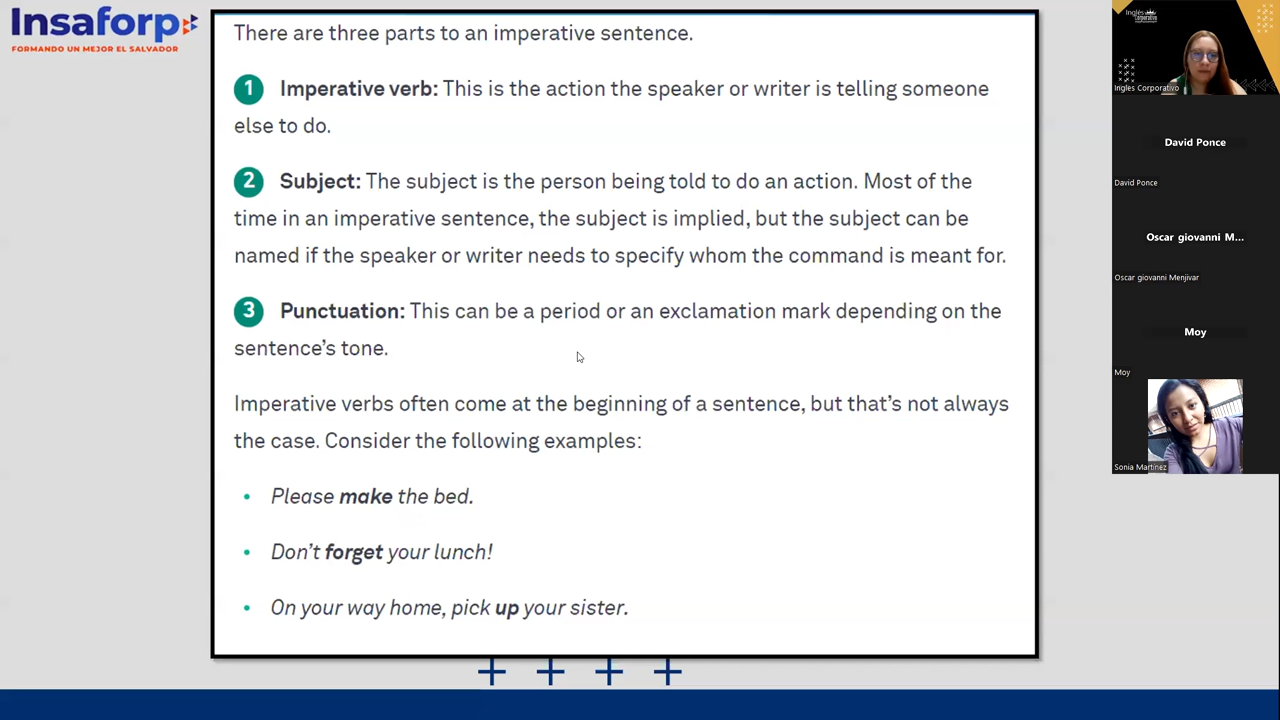 Insaforp
FORMANDO UN MEJOR EL SALVADOR
There are three parts to an imperative sentence.
1 Imperative verb: This is the action the speaker or writer is telling someone
else to do.
2 Subject: The subject is the person being told to do an action. Most of the
time in an imperative sentence, the subject is implied, but the subject can be
named if the speaker or writer needs to specify whom the command is meant for.
3 Punctuation: This can be a period or an exclamation mark depending on the
sentence's tone.
Imperative verbs often come at the beginning of a sentence, but that's not always
the case. Consider the following examples:
• Please make the bed.
• Don't forget your lunch!
• On your way home, pick up your sister.
Inglés
Corporativo
Ingles Corporativo
David Ponce
David Ponce
Oscar giovanni M...
Oscar giovanni Menjivar
Moy
Moy
Sonia Martínez